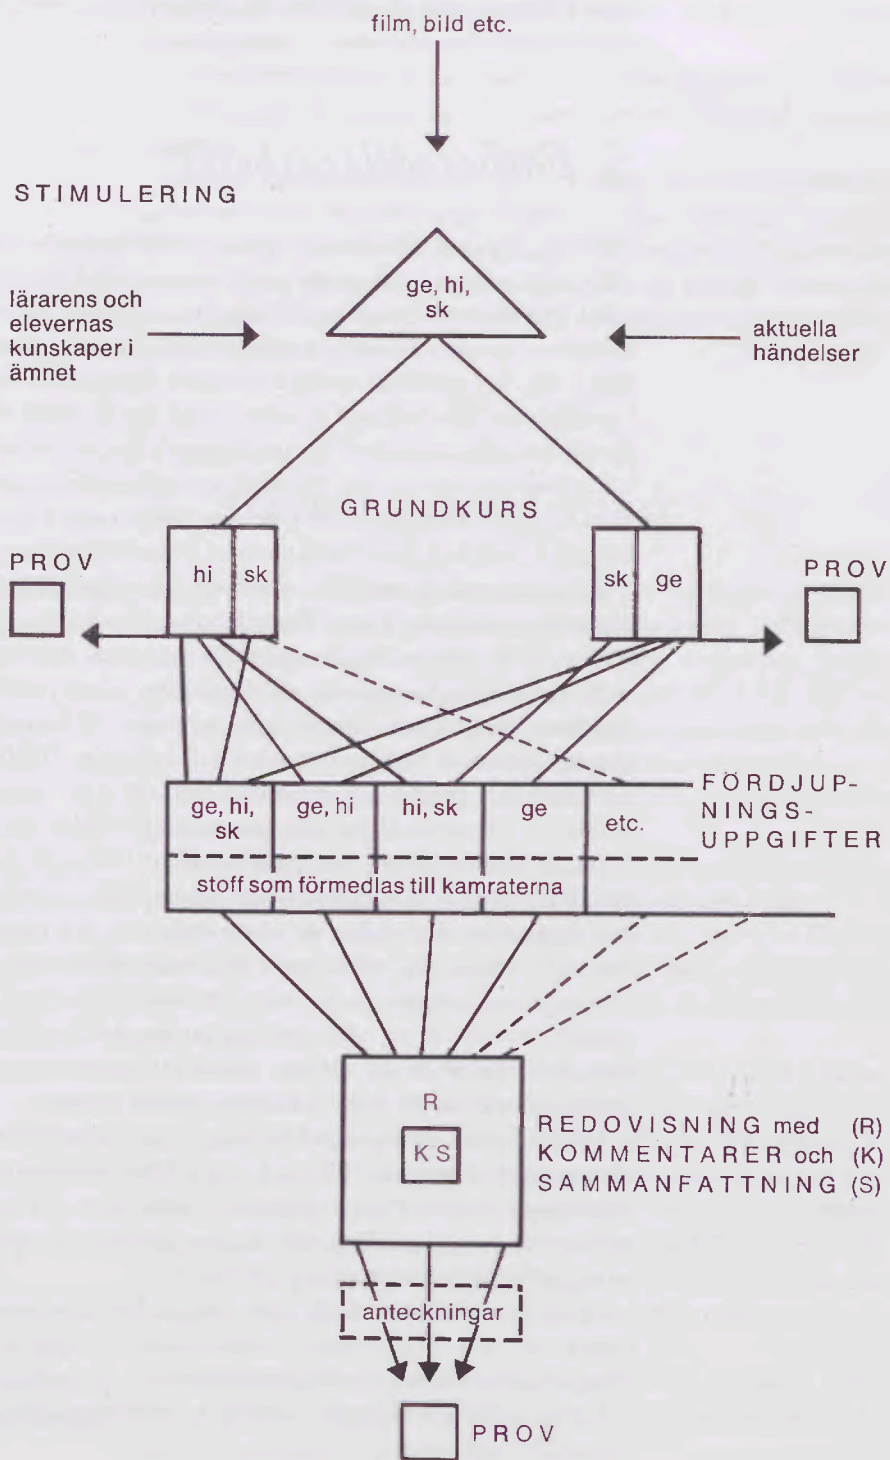 film, bild etc.
STIMULERING
ge, hi,
sk
lärarens och
elevernas
kunskaper i
ämnet
aktuella
händelser
GRUNDKURS
PROV
hi
sk
sk
ge
PROV
ge, hi,
sk
ge, hi
hi, sk
ge
etc.
FÖRDJUP-
NINGS-
UPPGIFTER
stoff som förmedlas till kamraterna
R
KS
REDOVISNING med (R)
KOMMENTARER och (K)
SAMMANFATTNING (S)
anteckningar
PROV